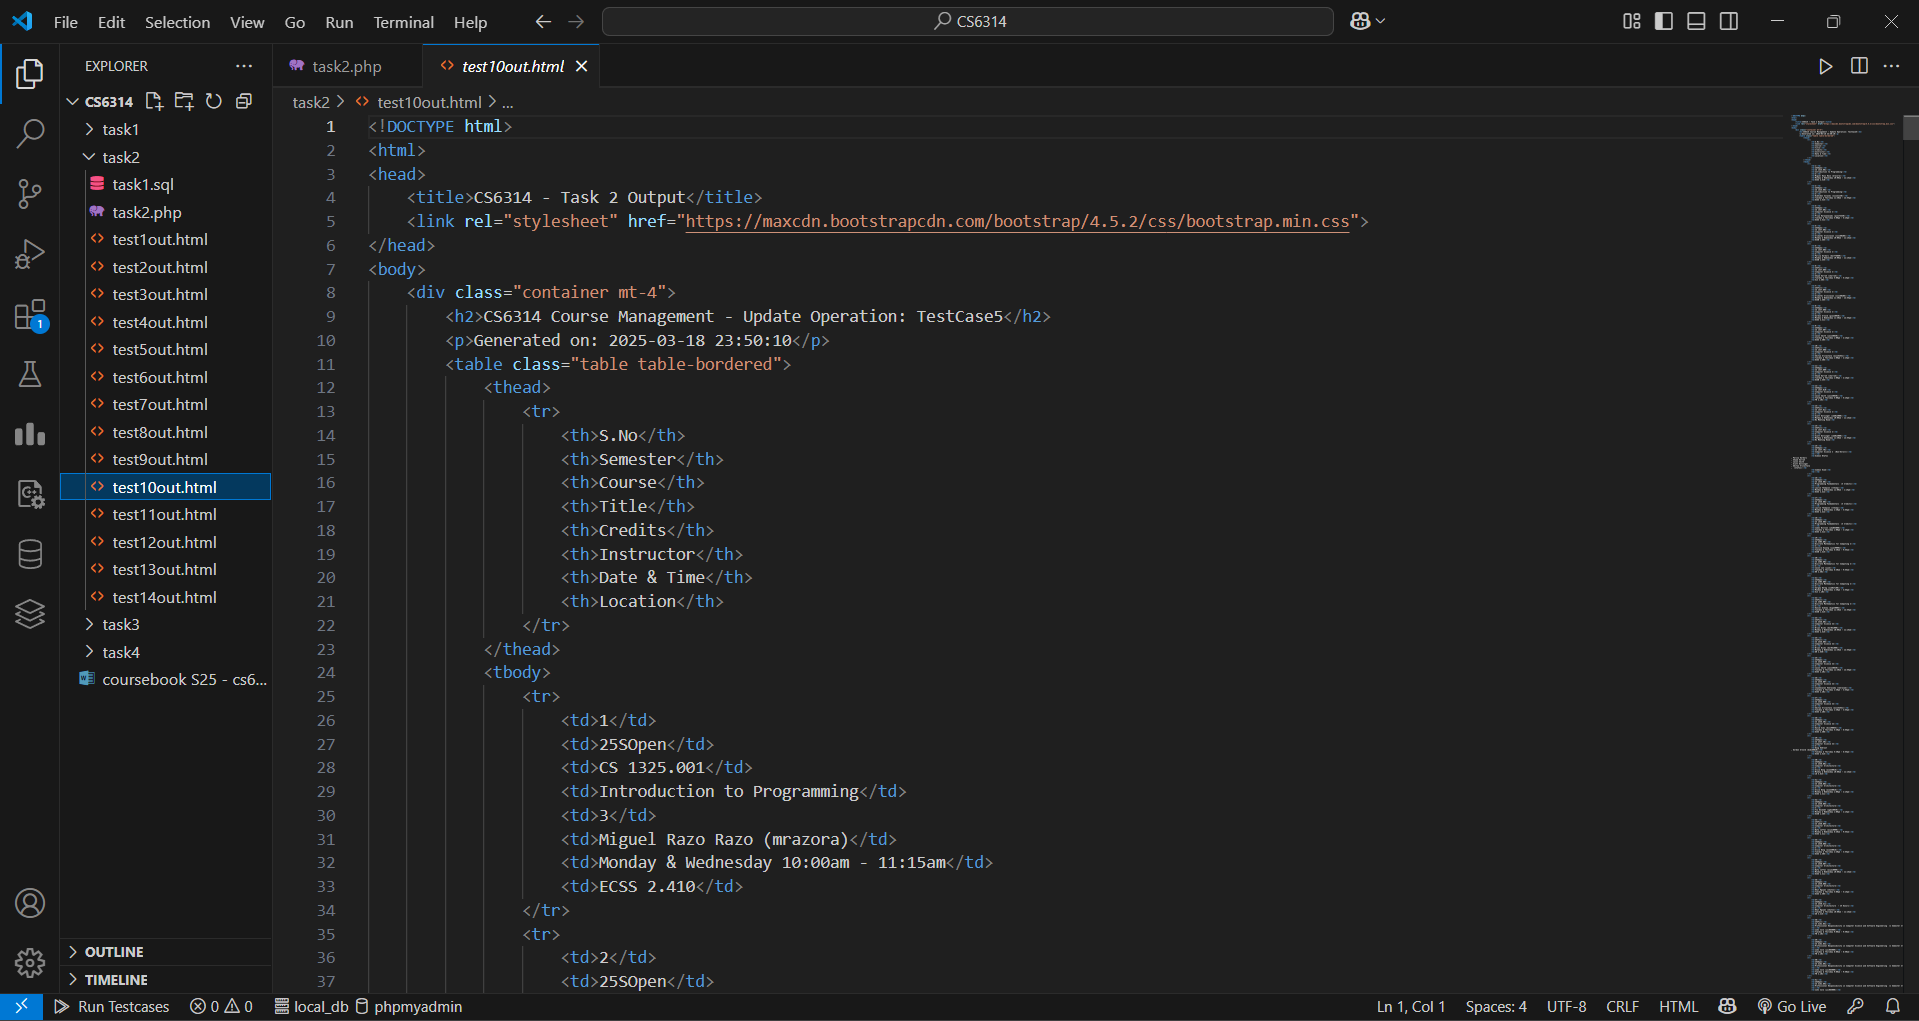 File Edit Selection View Go Run Terminal Help
CS6314
EXPLORER
CS6314
task1
task2
task1.sql
task2.php
test1out.html
test2out.html
test3out.html
test4out.html
test5out.html
test6out.html
test7out.html
test8out.html
test9out.html
test10out.html
test11out.html
test12out.html
test13out.html
test14out.html
task3
task4
coursebook S25 - cs6...
OUTLINE
TIMELINE
1
task2.php test10out.html
task2 > test10out.html > ...
1 <!DOCTYPE html>
2 <html>
3 <head>
4 <title>CS6314 - Task 2 Output</title>
5 <link rel="stylesheet" href="https://maxcdn.bootstrapcdn.com/bootstrap/4.5.2/css/bootstrap.min.css">
6 </head>
7 <body>
8 <div class="container mt-4">
9 <h2>CS6314 Course Management - Update Operation: TestCase5</h2>
10 <p>Generated on: 2025-03-18 23:50:10</p>
11 <table class="table table-bordered">
12 <thead>
13 <tr>
14 <th>S.No</th>
15 <th>Semester</th>
16 <th>Course</th>
17 <th>Title</th>
18 <th>Credits</th>
19 <th>Instructor</th>
20 <th>Date & Time</th>
21 <th>Location</th>
22 </tr>
23 </thead>
24 <tbody>
25 <tr>
26 <td>1</td>
27 <td>25SOpen</td>
28 <td>CS 1325.001</td>
29 <td>Introduction to Programming</td>
30 <td>3</td>
31 <td>Miguel Razo Razo (mrazora)</td>
32 <td>Monday & Wednesday 10:00am - 11:15am</td>
33 <td>ECSS 2.410</td>
34 </tr>
35 <tr>
36 <td>2</td>
37 <td>25SOpen</td>
Run Testcases 0 0 local_db phpmyadmin Ln 1, Col 1 Spaces: 4 UTF-8 CRLF HTML Go Live